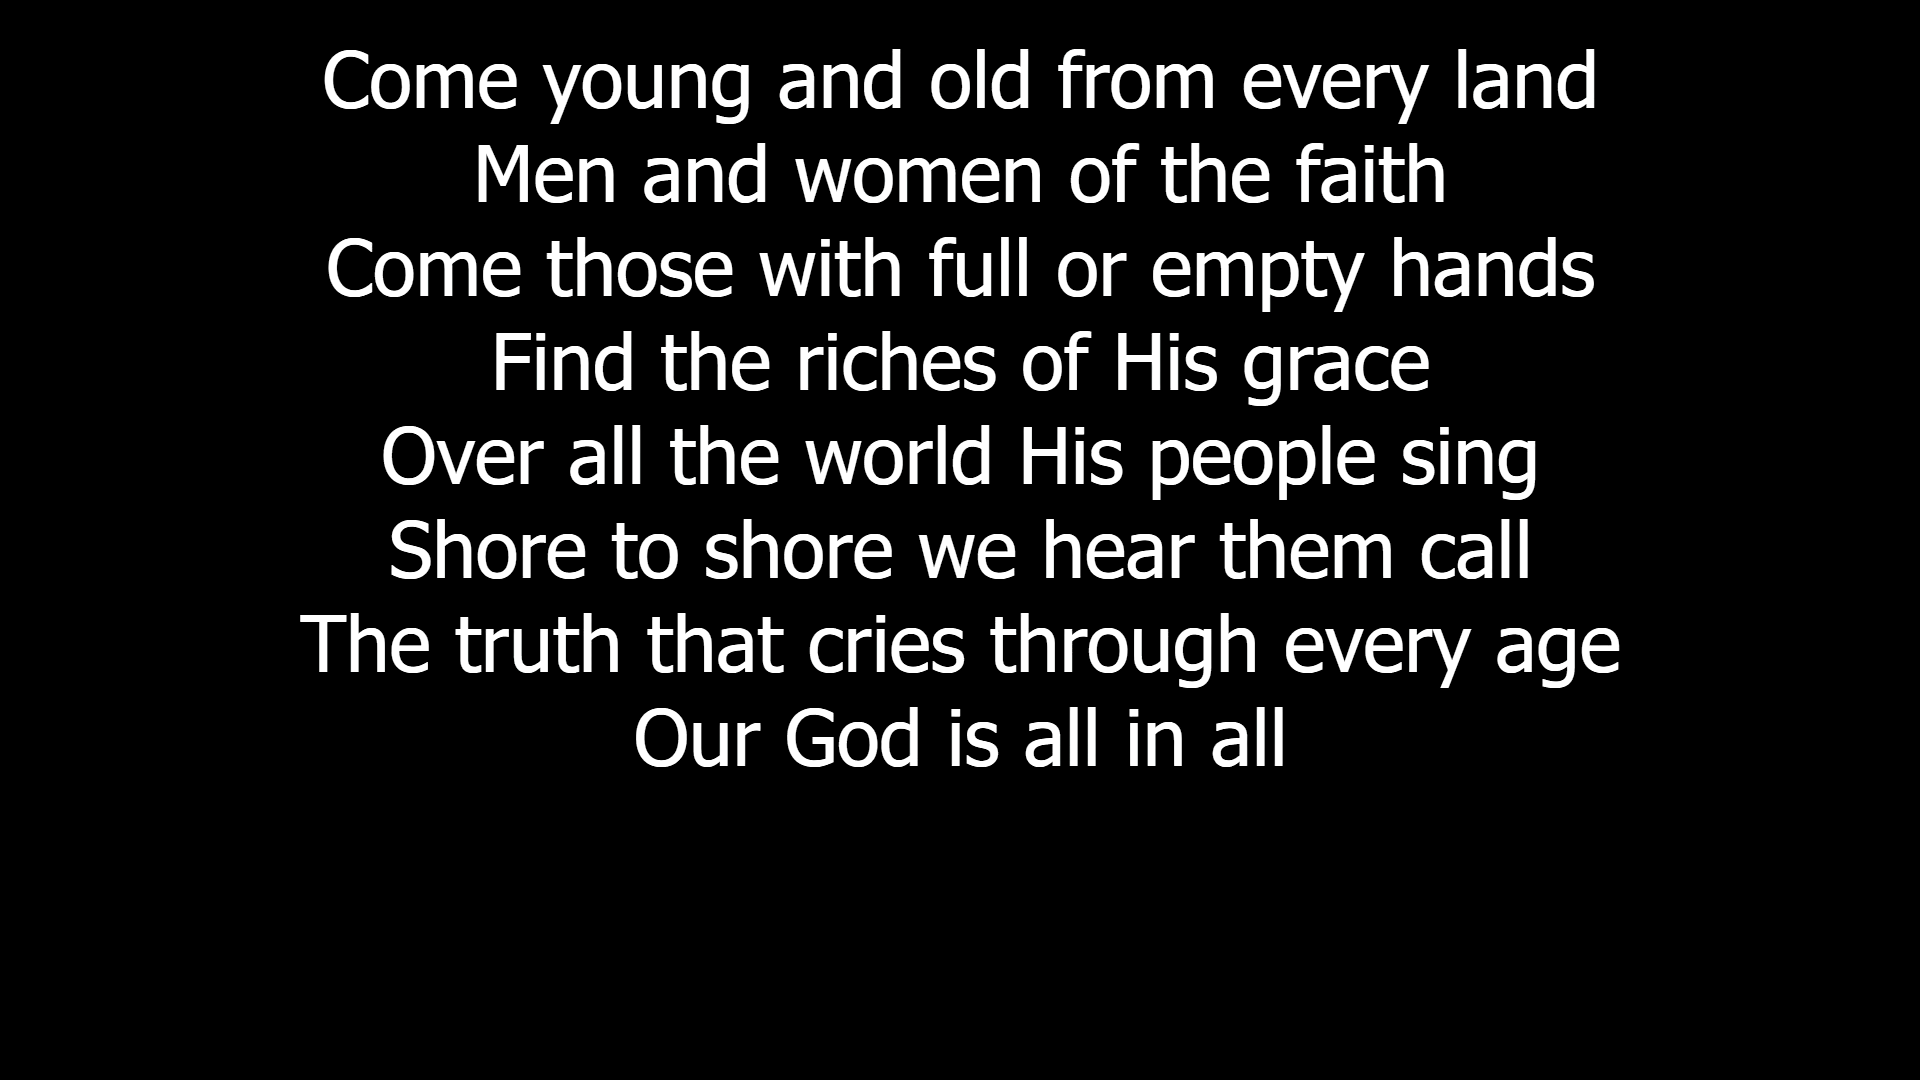 Come young and old from every land
Men and women of the faith
Come those with full or empty hands
Find the riches of His grace
Over all the world His people sing
Shore to shore we hear them call
The truth that cries through every age
Our God is all in all